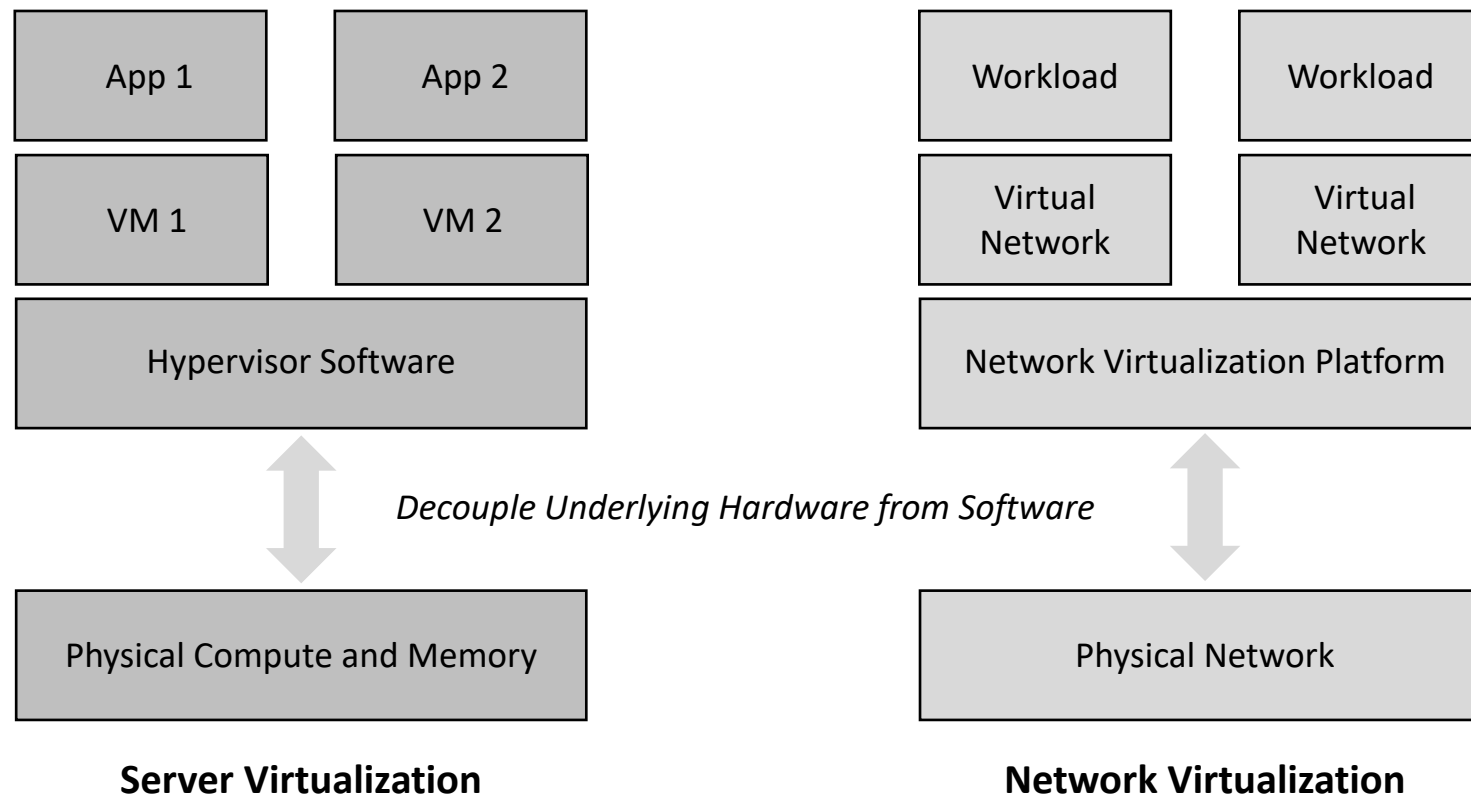 App 1
App 2
Workload
Workload
VM 1
VM 2
Virtual
Network
Virtual
Network
Hypervisor Software
Network Virtualization Platform
Decouple Underlying Hardware from Software
Physical Compute and Memory
Physical Network
Server Virtualization
Network Virtualization